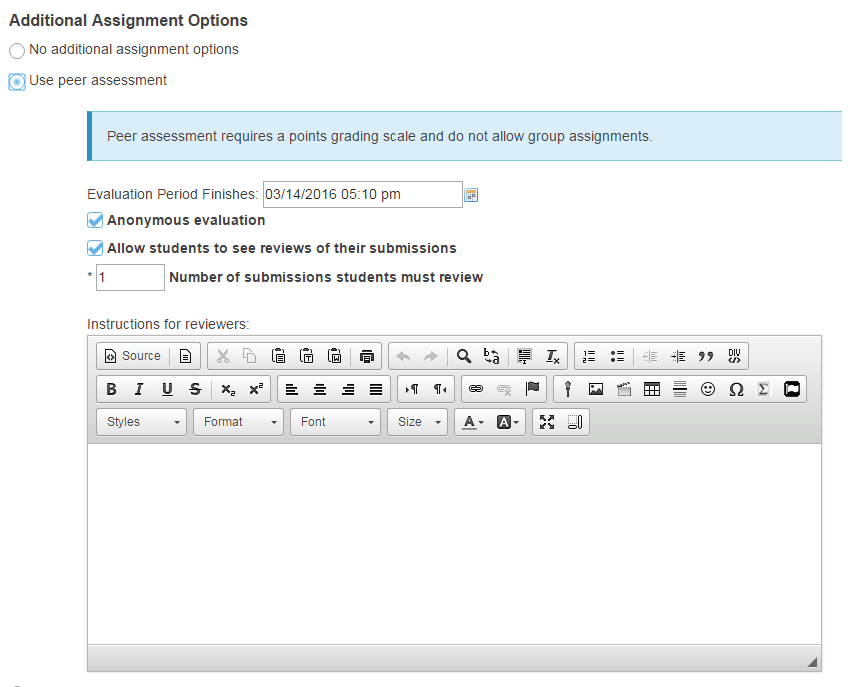 Additional Assignment Options
No additional assignment options
Use peer assessment
Peer assessment requires a points grading scale and do not allow group assignments.
Evaluation Period Finishes: 03/14/2016 05:10 pm
Anonymous evaluation
Allow students to see reviews of their submissions
* 1 Number of submissions students must review
Instructions for reviewers:
Source
B I U S x₂ x²
Styles Format Font Size A A